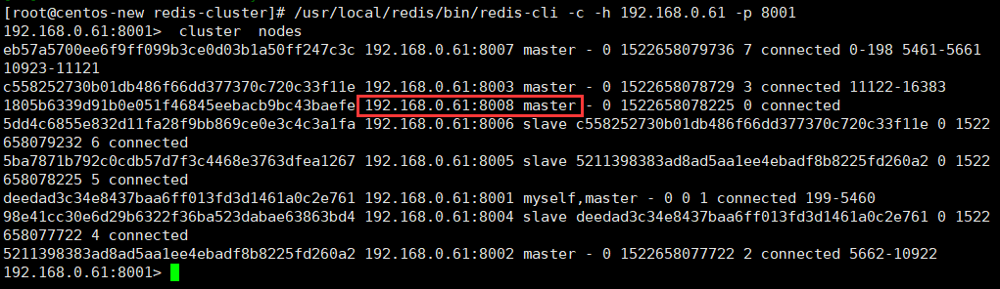 [root@centos-new redis-cluster]# /usr/local/redis/bin/redis-cli -c -h 192.168.0.61 -p 8001
192.168.0.61:8001>  cluster  nodes
eb57a5700ee6f9ff099b3ce0d03b1a50ff247c3c 192.168.0.61:8007 master - 0 1522658079736 7 connected 0-198 5461-5661
10923-11121
c558252730b01db486f66dd377370c720c33f11e 192.168.0.61:8003 master - 0 1522658078729 3 connected 11122-16383
1805b6339d91b0e051f46845eebacb9bc43baefe 192.168.0.61:8008 master - 0 1522658078225 0 connected
5dd4c6855e832d11fa28f9bb869ce0e3c4c3a1fa 192.168.0.61:8006 slave c558252730b01db486f66dd377370c720c33f11e 0 1522
658079232 6 connected
5ba7871b792c0cdb57d7f3c4468e3763dfea1267 192.168.0.61:8005 slave 5211398383ad8ad5aa1ee4ebadf8b8225fd260a2 0 1522
658078225 5 connected
deedad3c34e8437baa6ff013fd3d1461a0c2e761 192.168.0.61:8001 myself,master - 0 0 1 connected 199-5460
98e41cc30e6d29b6322f36ba523dabae63863bd4 192.168.0.61:8004 slave deedad3c34e8437baa6ff013fd3d1461a0c2e761 0 1522
658077722 4 connected
5211398383ad8ad5aa1ee4ebadf8b8225fd260a2 192.168.0.61:8002 master - 0 1522658077722 2 connected 5662-10922
192.168.0.61:8001>